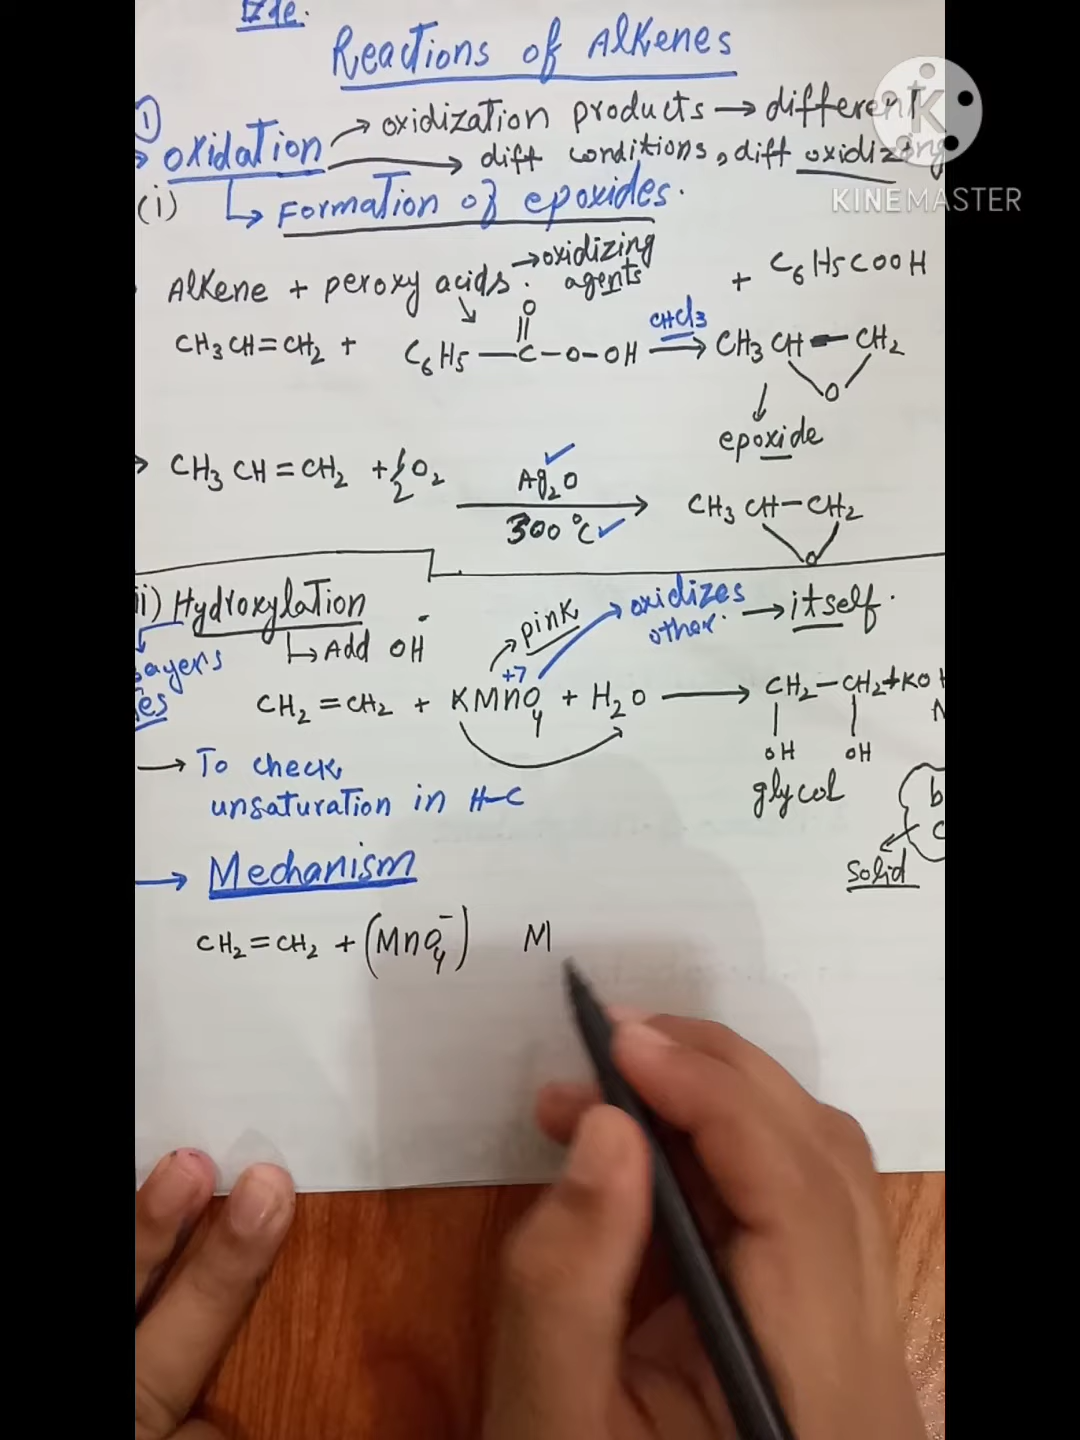 Reactions of Alkenes
①
oxidation → oxidization products → different
→ diff conditions, diff oxidizing
(i) ↳ Formation of epoxides.
Alkene + peroxy acids. → oxidizing agents
+ C6H5COOH
CH3CH=CH2 + C6H5—C(=O)—O—OH —CHCl3→ CH3CH—CH2
O
epoxide
→ CH3CH=CH2 + ½O2 Ag2O ✓ → CH3CH—CH2
300°C ✓ O
ii) Hydroxylation
↳ Add OH⁻
→ pink → oxidizes other. → itself.
ayer's
CH2=CH2 + KMnO4 + H2O → CH2—CH2 + KO
+7
OH OH
glycol
→ To check
unsaturation in H-C
solid
→ Mechanism
CH2=CH2 + (MnO4⁻) M
K
KINEMASTER